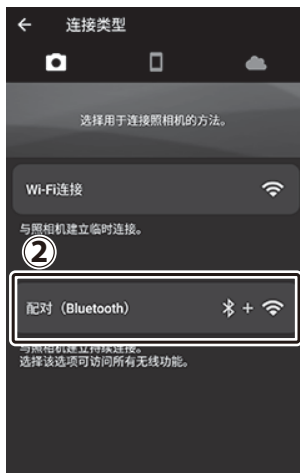 连接类型
选择用于连接照相机的方法。
Wi-Fi连接
与照相机建立临时连接。
②
配对（Bluetooth） +
与照相机建立持续连接。
选择该选项可访问所有无线功能。